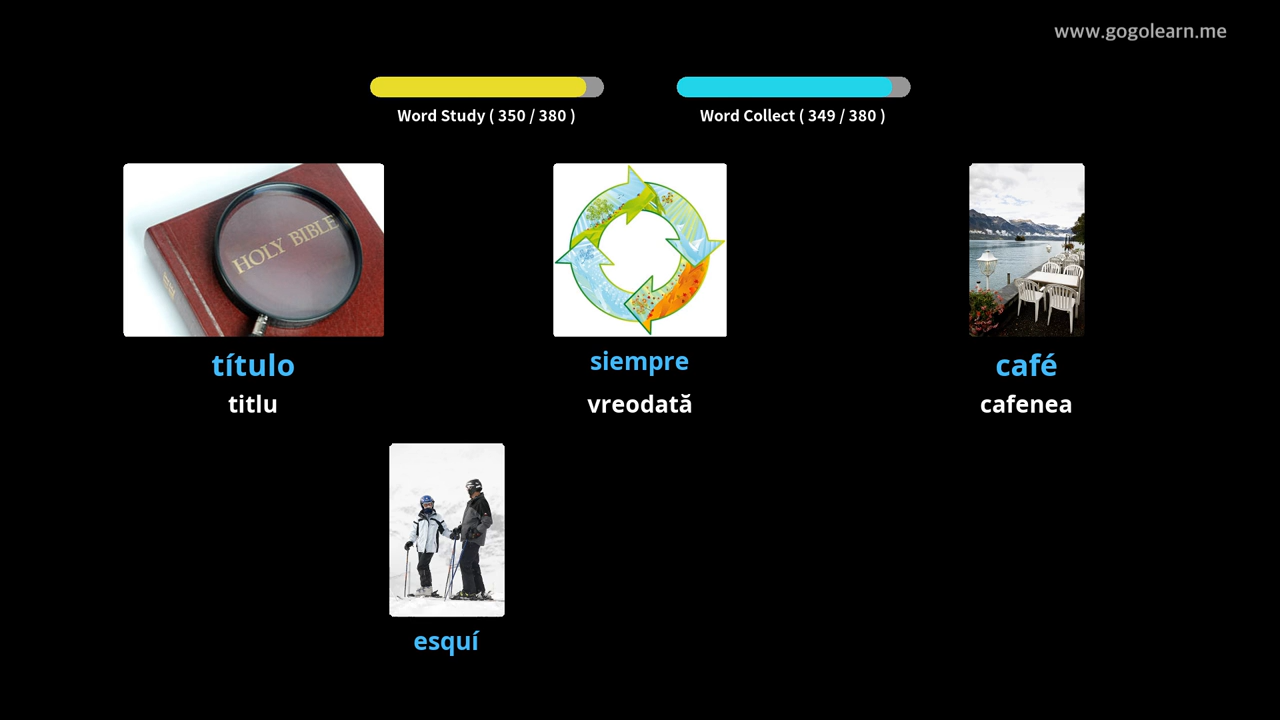 www.gogolearn.me
Word Study ( 350 / 380 )
Word Collect ( 349 / 380 )
HOLY BIBLE
título
siempre
café
titlu
vreodată
cafenea
esquí